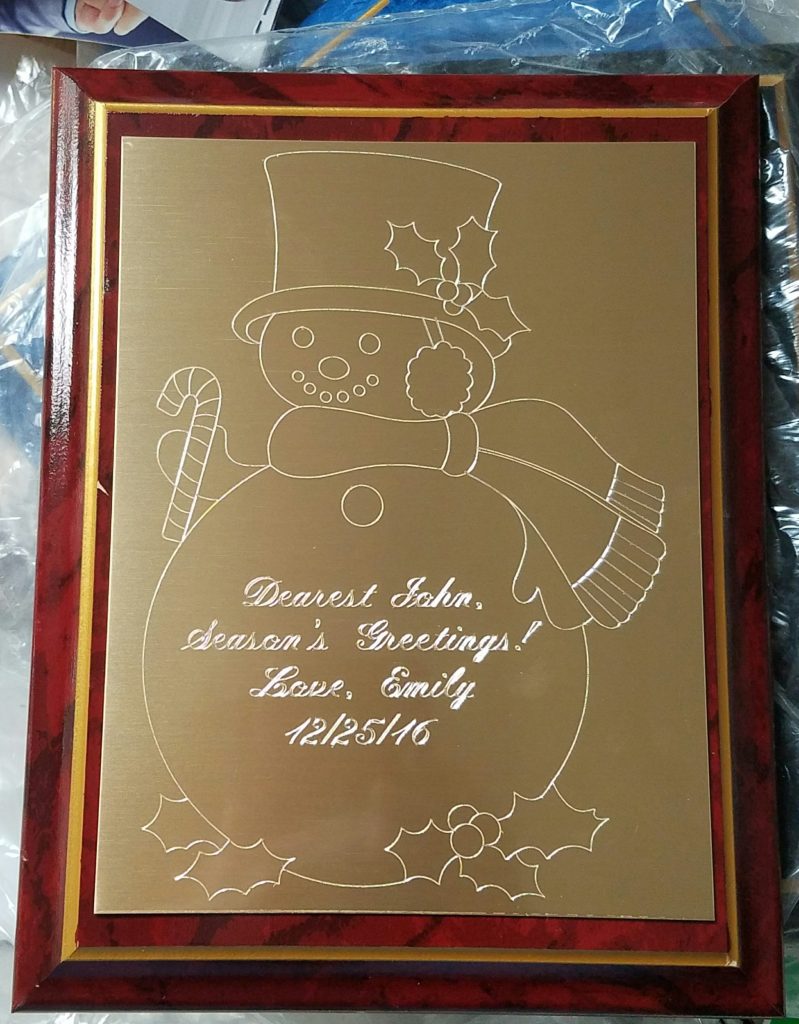 Dearest John,
Season's Greetings!
Love, Emily
12/25/16